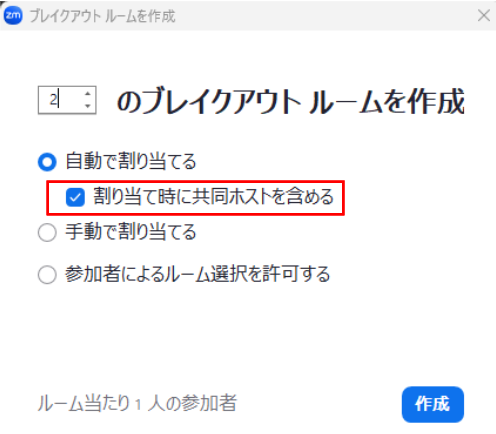 zm ブレイクアウト ルームを作成
2 のブレイクアウト ルームを作成
自動で割り当てる
割り当て時に共同ホストを含める
手動で割り当てる
参加者によるルーム選択を許可する
ルーム当たり 1 人の参加者 作成